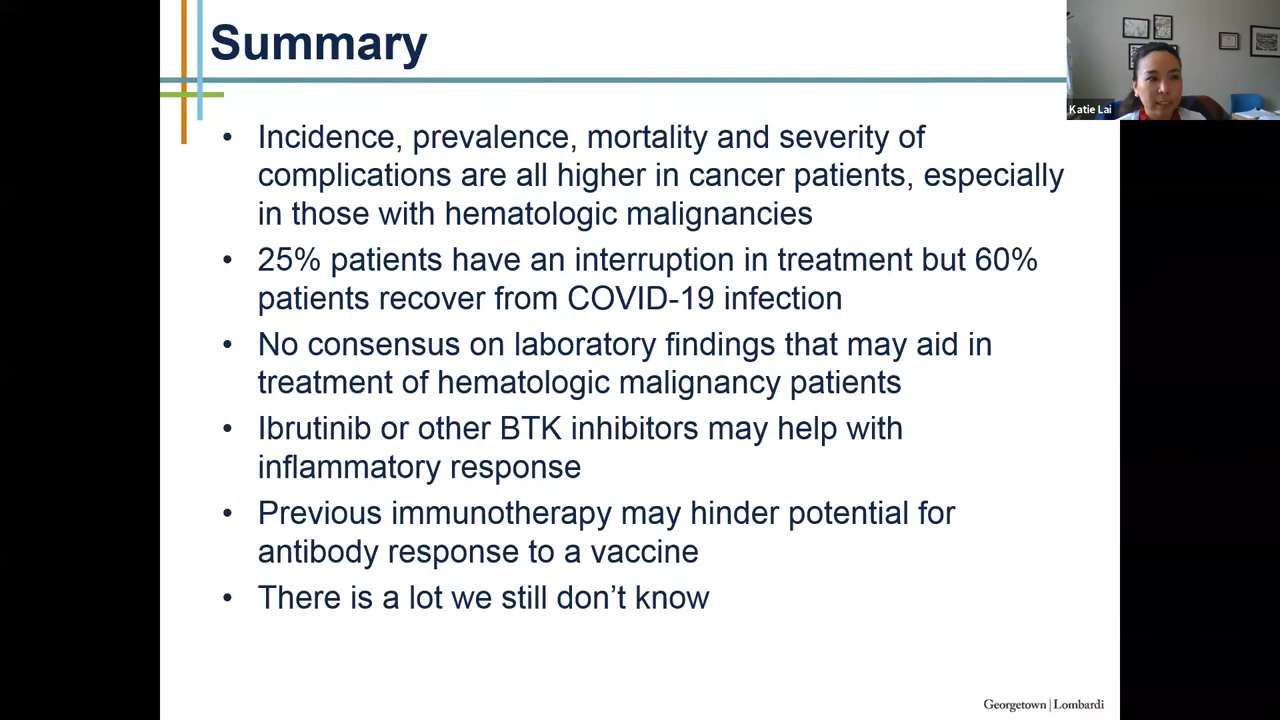 Summary
Katie Lai
• Incidence, prevalence, mortality and severity of
complications are all higher in cancer patients, especially
in those with hematologic malignancies
• 25% patients have an interruption in treatment but 60%
patients recover from COVID-19 infection
• No consensus on laboratory findings that may aid in
treatment of hematologic malignancy patients
• Ibrutinib or other BTK inhibitors may help with
inflammatory response
• Previous immunotherapy may hinder potential for
antibody response to a vaccine
• There is a lot we still don’t know
Georgetown | Lombardi